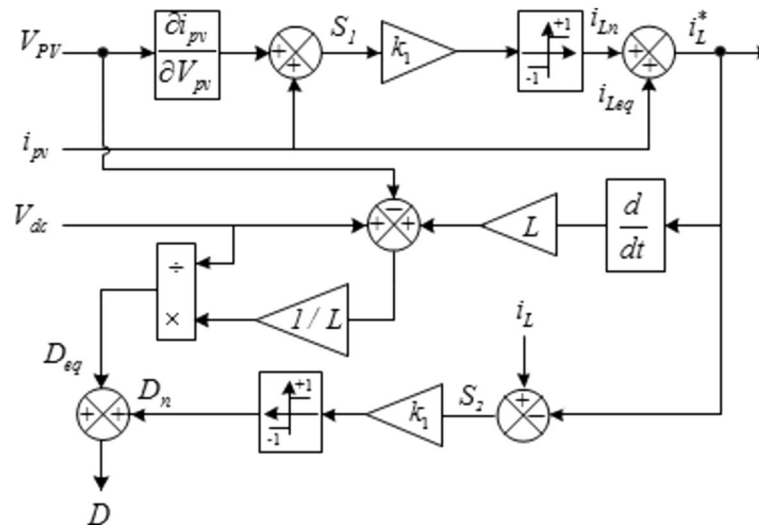 V_PV
∂i_pv
∂V_pv
+
+
S_1
k_1
+1
-1
i_Ln
+
+
i_L^*
i_Leq
i_pv
−
+
+
V_dc
L
d
dt
÷
×
1 / L
i_L
D_eq
D_n
+1
-1
k_1
S_2
+
−
+
+
D